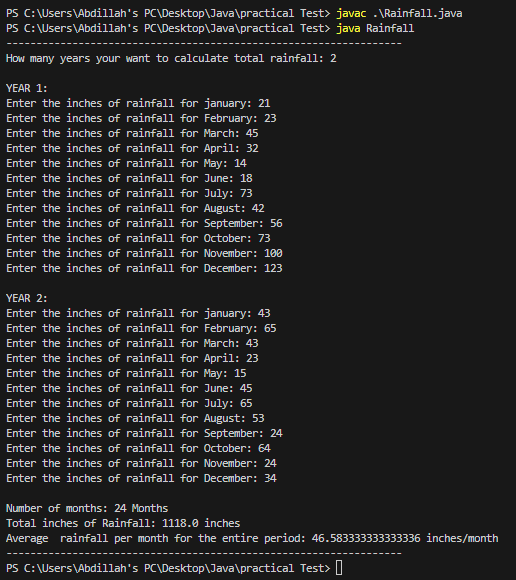 PS C:\Users\Abdillah's PC\Desktop\Java\practical Test> javac .\Rainfall.java
PS C:\Users\Abdillah's PC\Desktop\Java\practical Test> java Rainfall
------------------------------------------------------------------
How many years your want to calculate total rainfall: 2
YEAR 1:
Enter the inches of rainfall for january: 21
Enter the inches of rainfall for February: 23
Enter the inches of rainfall for March: 45
Enter the inches of rainfall for April: 32
Enter the inches of rainfall for May: 14
Enter the inches of rainfall for June: 18
Enter the inches of rainfall for July: 73
Enter the inches of rainfall for August: 42
Enter the inches of rainfall for September: 56
Enter the inches of rainfall for October: 73
Enter the inches of rainfall for November: 100
Enter the inches of rainfall for December: 123
YEAR 2:
Enter the inches of rainfall for january: 43
Enter the inches of rainfall for February: 65
Enter the inches of rainfall for March: 43
Enter the inches of rainfall for April: 23
Enter the inches of rainfall for May: 15
Enter the inches of rainfall for June: 45
Enter the inches of rainfall for July: 65
Enter the inches of rainfall for August: 53
Enter the inches of rainfall for September: 24
Enter the inches of rainfall for October: 64
Enter the inches of rainfall for November: 24
Enter the inches of rainfall for December: 34
Number of months: 24 Months
Total inches of Rainfall: 1118.0 inches
Average  rainfall per month for the entire period: 46.583333333333336 inches/month
------------------------------------------------------------------
PS C:\Users\Abdillah's PC\Desktop\Java\practical Test>